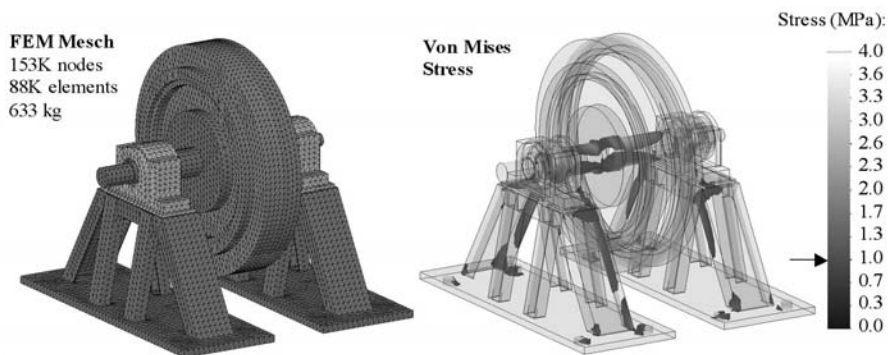 FEM Mesch
153K nodes
88K elements
633 kg
Von Mises
Stress
Stress (MPa):
4.0
3.6
3.3
3.0
2.6
2.3
2.0
1.7
1.3
1.0
0.7
0.3
0.0